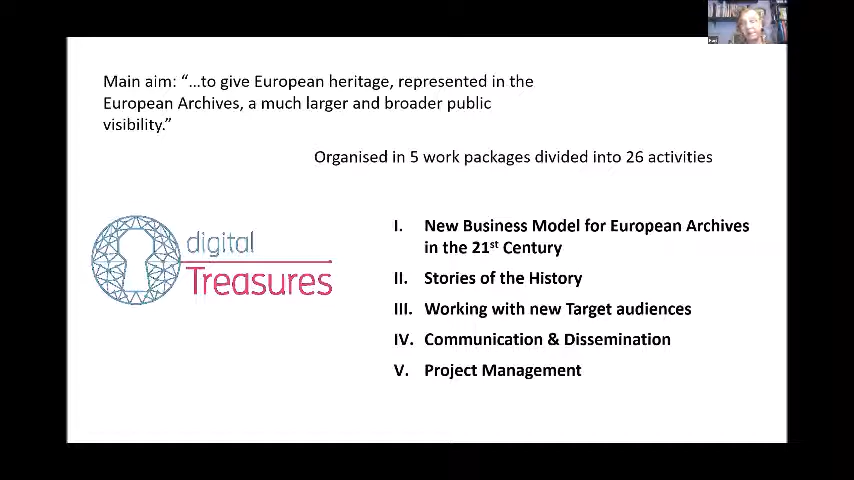 Main aim: “…to give European heritage, represented in the
European Archives, a much larger and broader public
visibility.”
Organised in 5 work packages divided into 26 activities
digital
Treasures
I. New Business Model for European Archives
in the 21st Century
II. Stories of the History
III. Working with new Target audiences
IV. Communication & Dissemination
V. Project Management